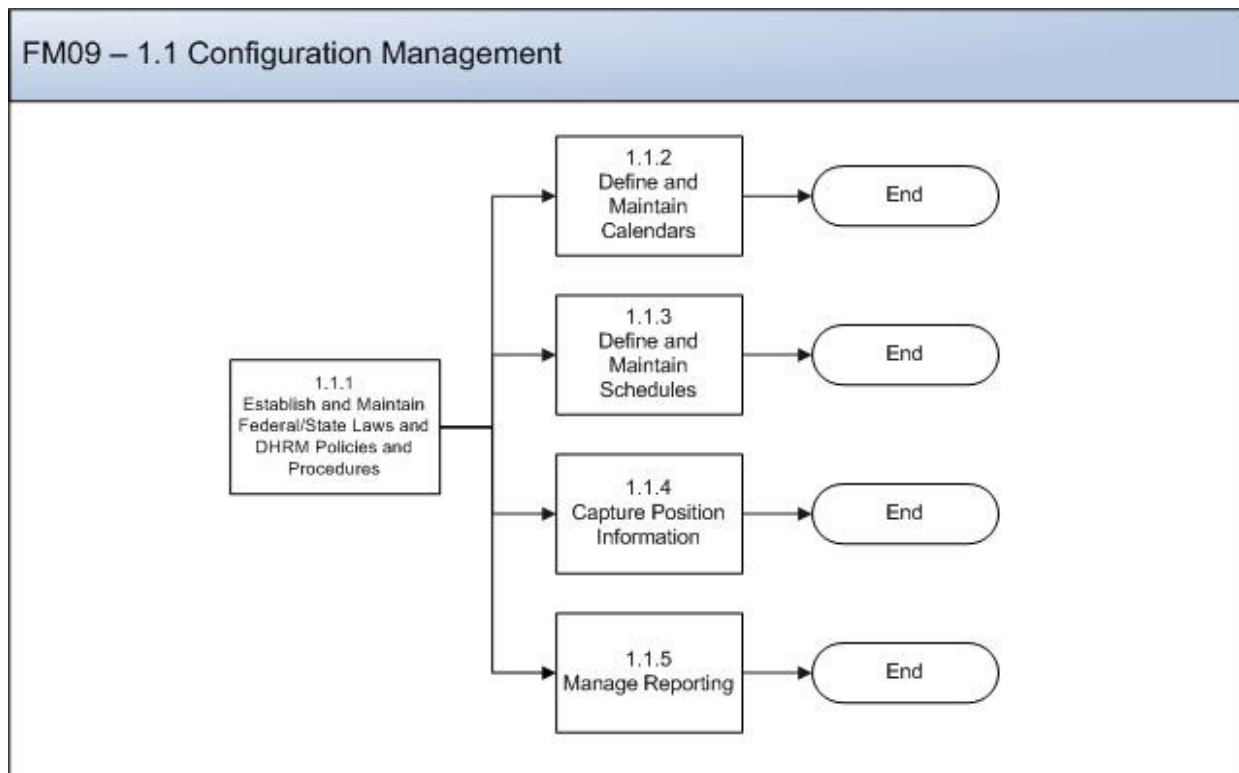 FM09 – 1.1 Configuration Management
1.1.2
Define and
Maintain
Calendars
End
1.1.3
Define and
Maintain
Schedules
End
1.1.1
Establish and Maintain
Federal/State Laws and
DHRM Policies and
Procedures
1.1.4
Capture Position
Information
End
1.1.5
Manage Reporting
End